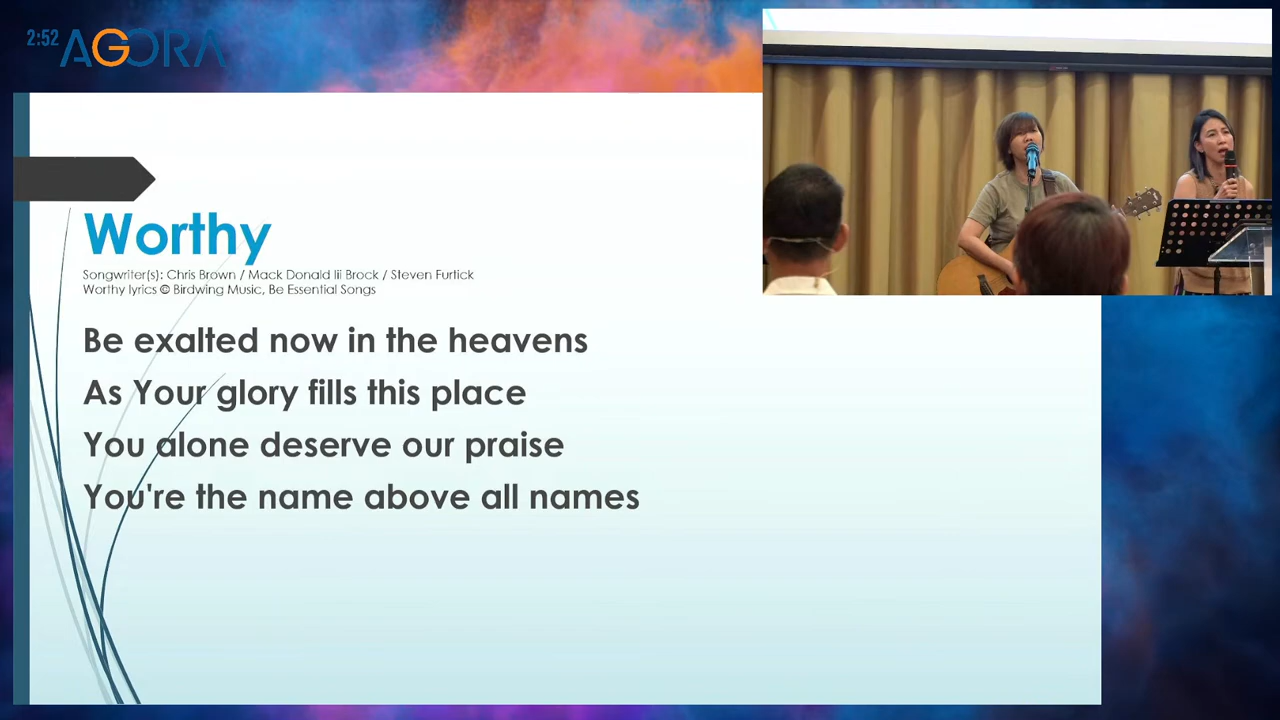 2:52 AGORA
Worthy
Songwriter(s): Chris Brown / Mack Donald Iii Brock / Steven Furtick
Worthy lyrics © Birdwing Music, Be Essential Songs
Be exalted now in the heavens
As Your glory fills this place
You alone deserve our praise
You're the name above all names